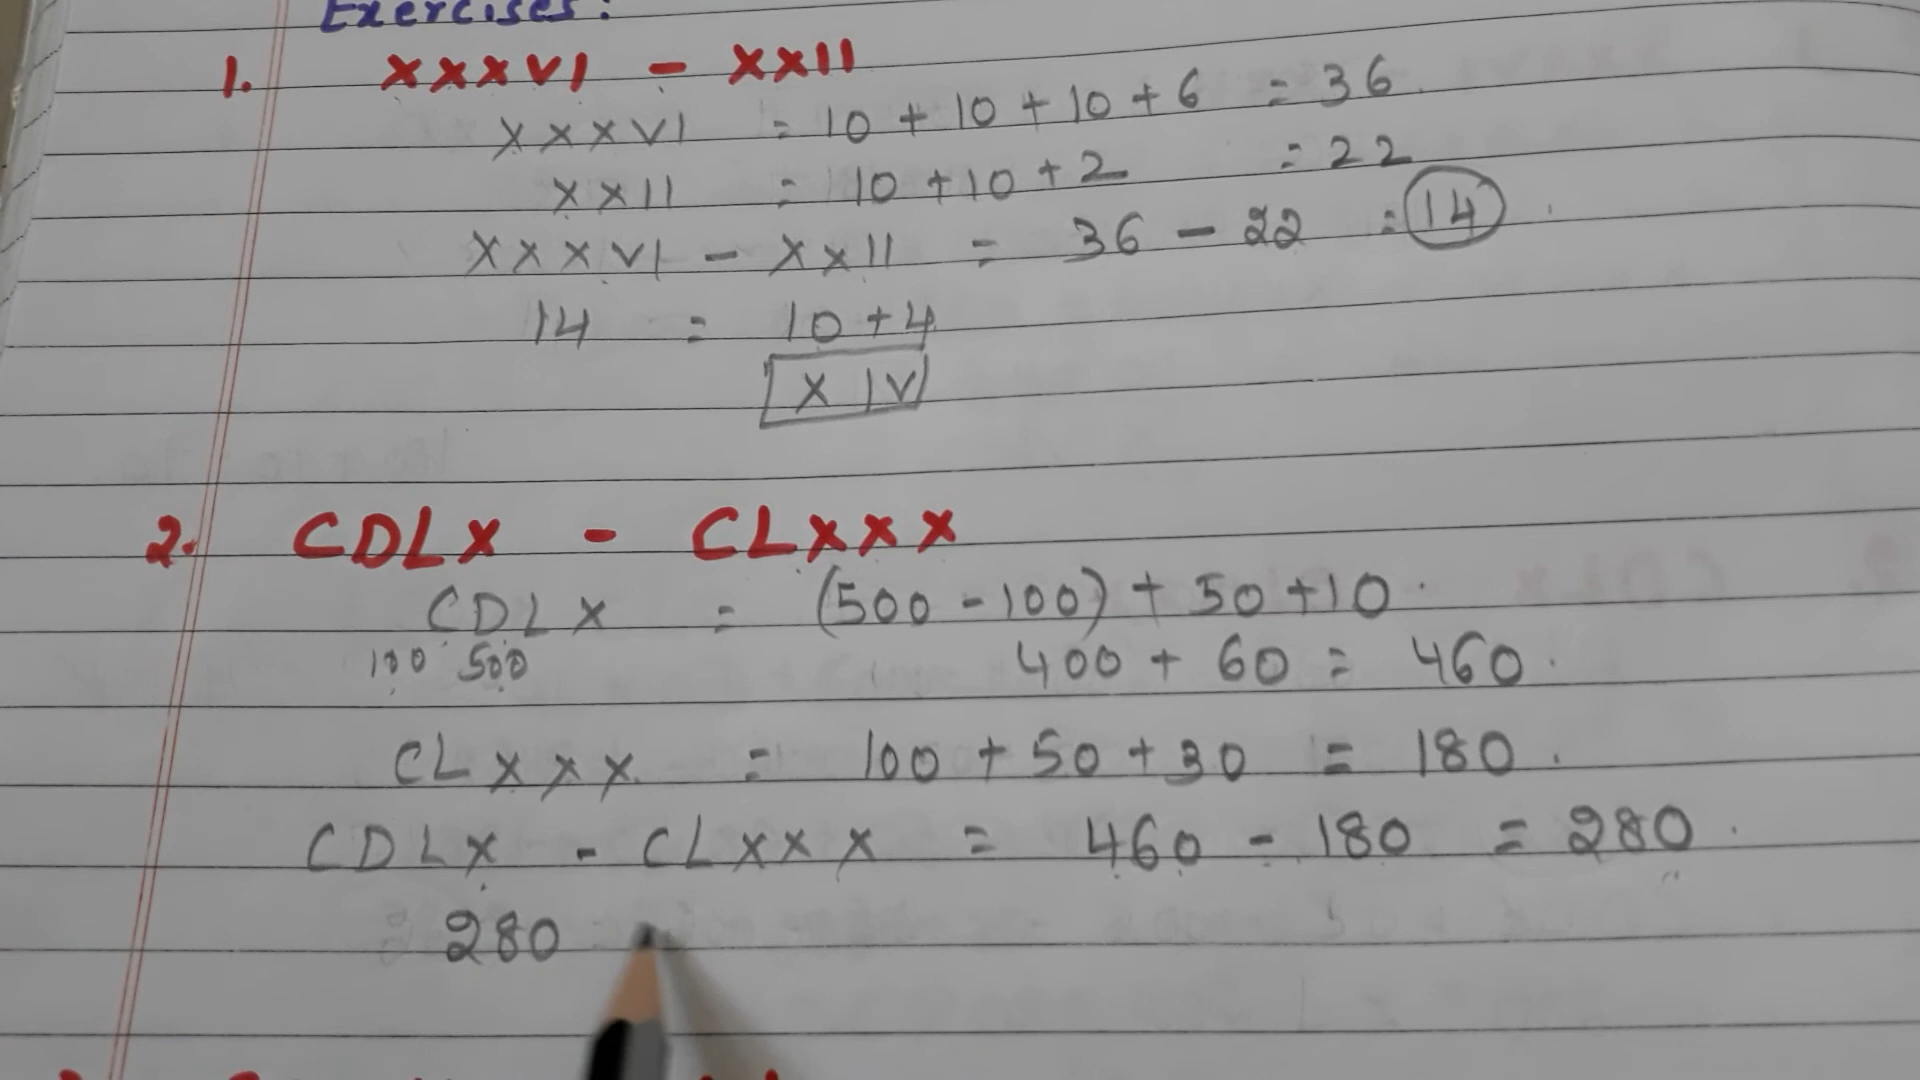 Exercises:
1. XXXVI - XXII
XXXVI = 10 + 10 + 10 + 6 = 36
XXII = 10 + 10 + 2 = 22
XXXVI - XXII = 36 - 22 = 14
14 = 10 + 4
XIV
2. CDLX - CLXXX
CDLX = (500 - 100) + 50 + 10
100 500 400 + 60 = 460
CLXXX = 100 + 50 + 30 = 180
CDLX - CLXXX = 460 - 180 = 280
280